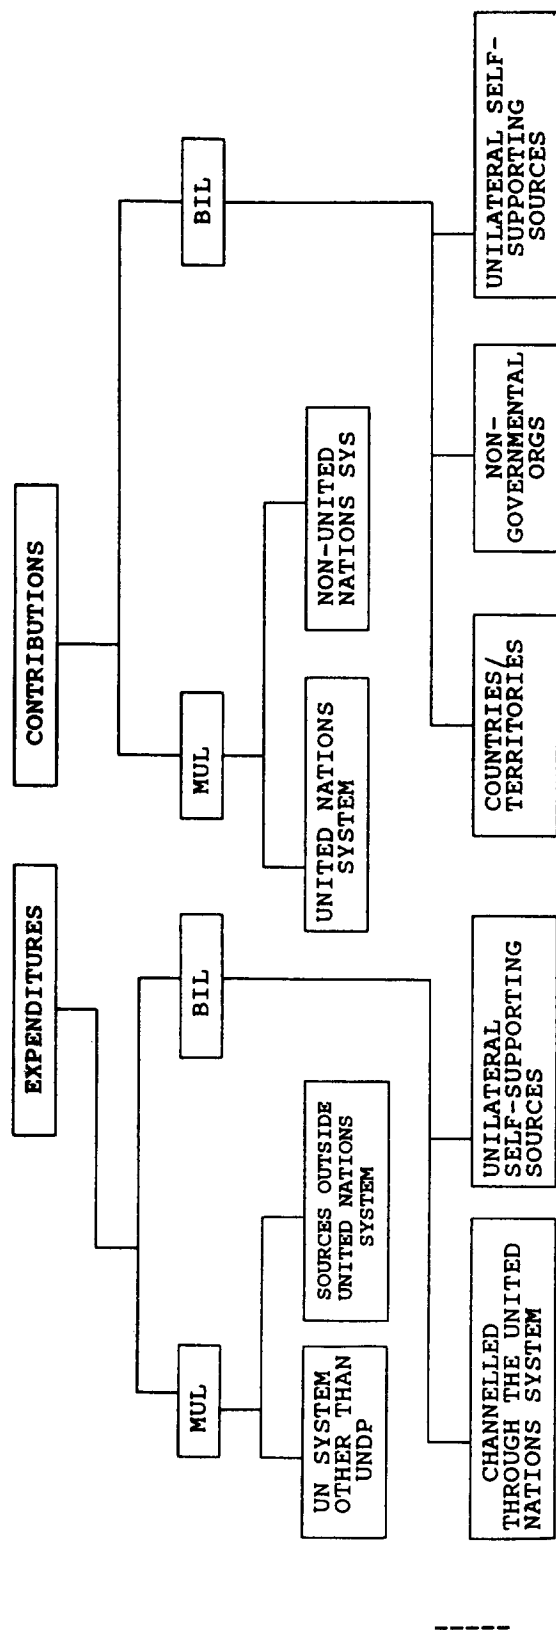 EXPENDITURES
CONTRIBUTIONS
MUL
BIL
MUL
BIL
UN SYSTEM
OTHER THAN
UNDP
SOURCES OUTSIDE
UNITED NATIONS
SYSTEM
UNITED NATIONS
SYSTEM
NON-UNITED
NATIONS SYS
CHANNELLED
THROUGH THE UNITED
NATIONS SYSTEM
UNILATERAL
SELF-SUPPORTING
SOURCES
COUNTRIES/
TERRITORIES
NON-
GOVERNMENTAL
ORGS
UNILATERAL SELF-
SUPPORTING
SOURCES